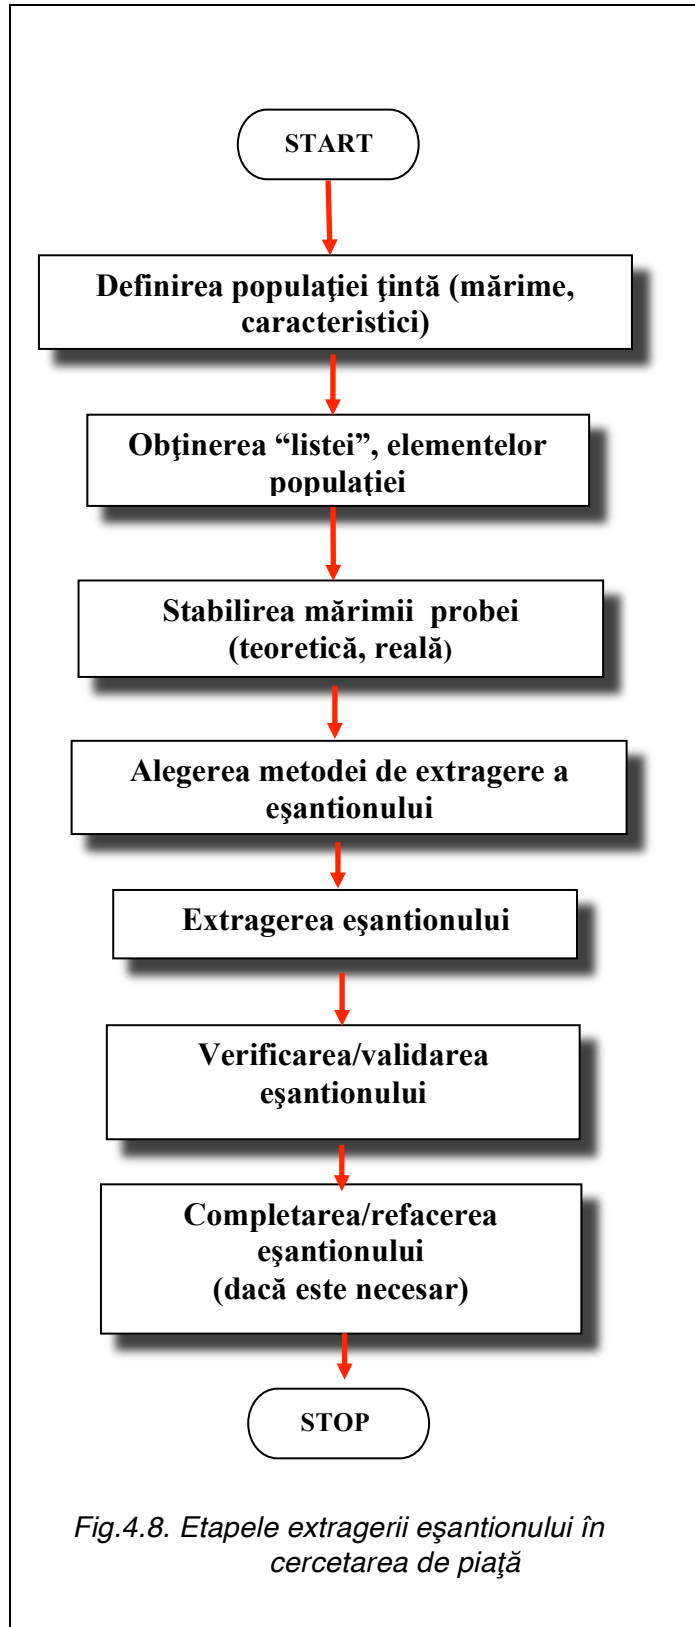 START
Definirea populaţiei ţintă (mărime,
caracteristici)
Obţinerea “listei”, elementelor
populaţiei
Stabilirea mărimii probei
(teoretică, reală)
Alegerea metodei de extragere a
eşantionului
Extragerea eşantionului
Verificarea/validarea
eşantionului
Completarea/refacerea
eşantionului
(dacă este necesar)
STOP
Fig.4.8. Etapele extragerii eşantionului în
cercetarea de piaţă